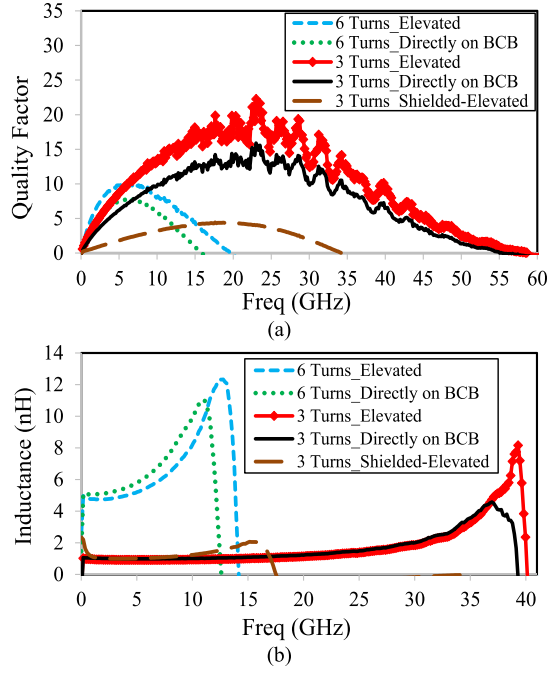 6 Turns_Elevated
6 Turns_Directly on BCB
3 Turns_Elevated
3 Turns_Directly on BCB
3 Turns_Shielded-Elevated
Quality Factor
35
30
25
20
15
10
5
0
0 5 10 15 20 25 30 35 40 45 50 55 60
Freq (GHz)
(a)
6 Turns_Elevated
6 Turns_Directly on BCB
3 Turns_Elevated
3 Turns_Directly on BCB
3 Turns_Shielded-Elevated
Inductance (nH)
14
12
10
8
6
4
2
0
0 5 10 15 20 25 30 35 40
Freq (GHz)
(b)